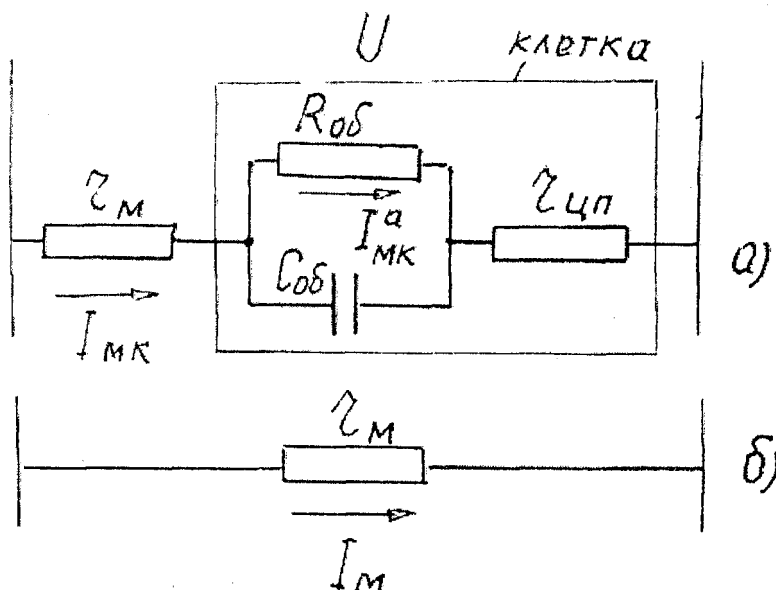 U
клетка
Rоб
rм
Iᵃмк
rцп
Cоб
а)
Iмк
rм
б)
Iм